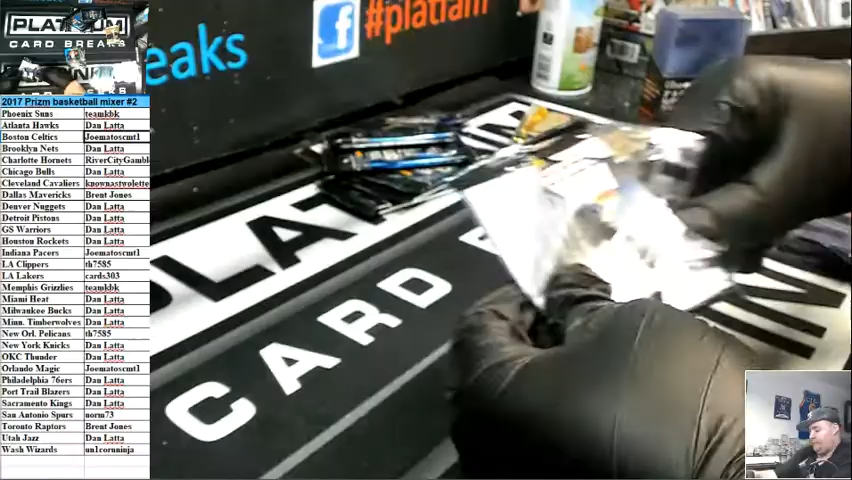 PLATINUM
CARD BREAKS
2017 Prizm basketball mixer #2
Phoenix Suns teamkbk
Atlanta Hawks Dan Latta
Boston Celtics Joematoscmt1
Brooklyn Nets Dan Latta
Charlotte Hornets RiverCityGambl
Chicago Bulls Dan Latta
Cleveland Cavaliers knownastwolette
Dallas Mavericks Brent Jones
Denver Nuggets Dan Latta
Detroit Pistons Dan Latta
GS Warriors Dan Latta
Houston Rockets Dan Latta
Indiana Pacers Joematoscmt1
LA Clippers th7585
LA Lakers cards303
Memphis Grizzlies teamkbk
Miami Heat Dan Latta
Milwankee Bucks Dan Latta
Minn. Timberwolves Dan Latta
New Orl. Pelicans th7585
New York Knicks Dan Latta
OKC Thunder Dan Latta
Orlando Magic Joematoscmt1
Philadelphia 76ers Dan Latta
Port Trail Blazers Dan Latta
Sacramento Kings Dan Latta
San Antonio Spurs norm73
Toronto Raptors Brent Jones
Utah Jazz Dan Latta
Wash Wizards un1cornninja
eaks
f
#platfam
PLAT
CARD